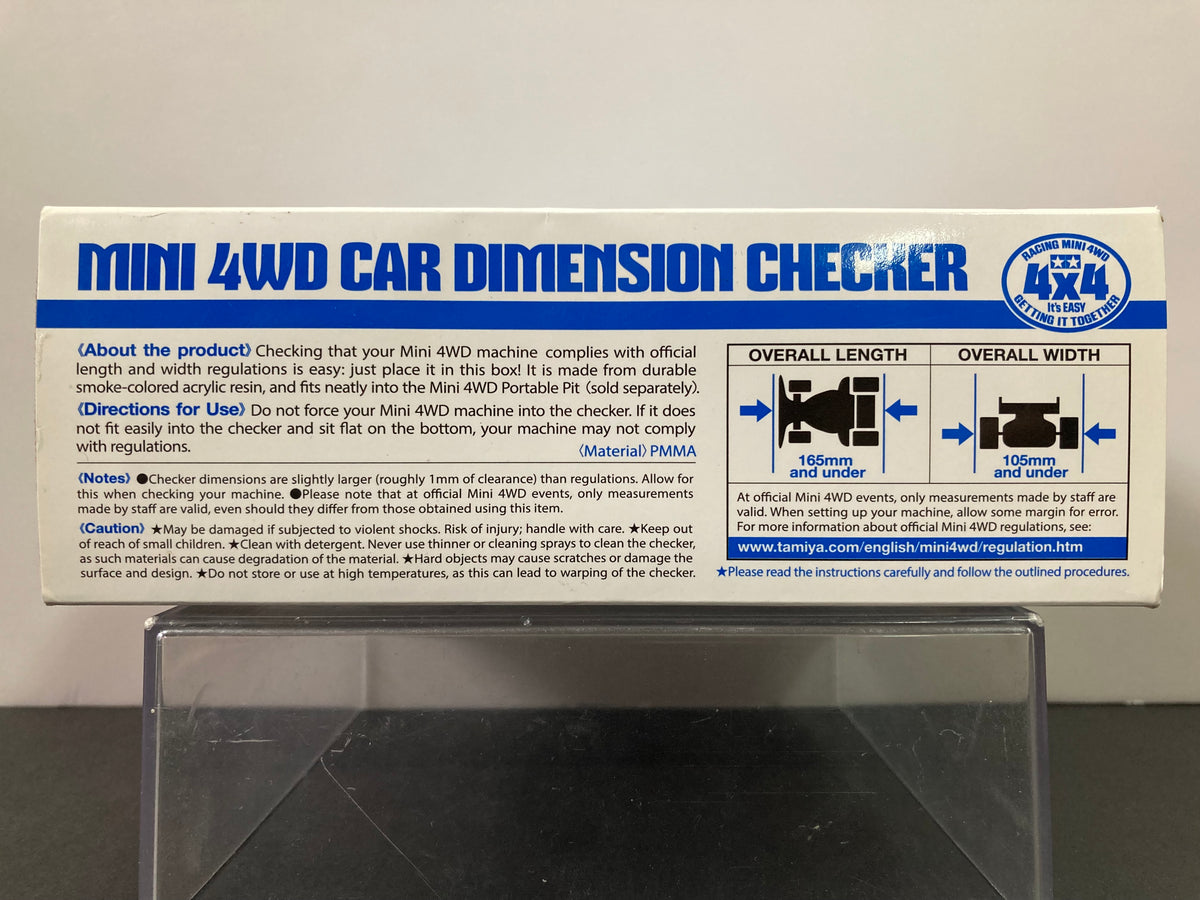 MINI 4WD CAR DIMENSION CHECKER
RACING MINI 4WD
4x4
It's EASY
GETTING IT TOGETHER
《About the product》 Checking that your Mini 4WD machine complies with official
length and width regulations is easy: just place it in this box! It is made from durable
smoke-colored acrylic resin, and fits neatly into the Mini 4WD Portable Pit (sold separately).
《Directions for Use》 Do not force your Mini 4WD machine into the checker. If it does
not fit easily into the checker and sit flat on the bottom, your machine may not comply
with regulations.
〈Material〉 PMMA
《Notes》 ●Checker dimensions are slightly larger (roughly 1mm of clearance) than regulations. Allow for
this when checking your machine. ●Please note that at official Mini 4WD events, only measurements
made by staff are valid, even should they differ from those obtained using this item.
《Caution》 ★May be damaged if subjected to violent shocks. Risk of injury; handle with care. ★Keep out
of reach of small children. ★Clean with detergent. Never use thinner or cleaning sprays to clean the checker,
as such materials can cause degradation of the material. ★Hard objects may cause scratches or damage the
surface and design. ★Do not store or use at high temperatures, as this can lead to warping of the checker.
OVERALL LENGTH
165mm
and under
OVERALL WIDTH
105mm
and under
At official Mini 4WD events, only measurements made by staff are
valid. When setting up your machine, allow some margin for error.
For more information about official Mini 4WD regulations, see:
www.tamiya.com/english/mini4wd/regulation.htm
★Please read the instructions carefully and follow the outlined procedures.